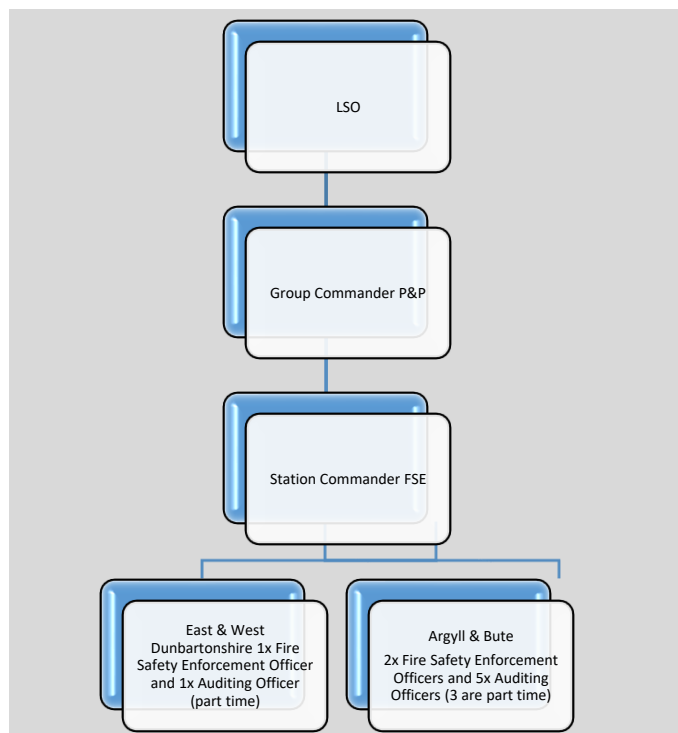 LSO
Group Commander P&P
Station Commander FSE
East & West
Dunbartonshire 1x Fire
Safety Enforcement Officer
and 1x Auditing Officer
(part time)
Argyll & Bute
2x Fire Safety Enforcement
Officers and 5x Auditing
Officers (3 are part time)